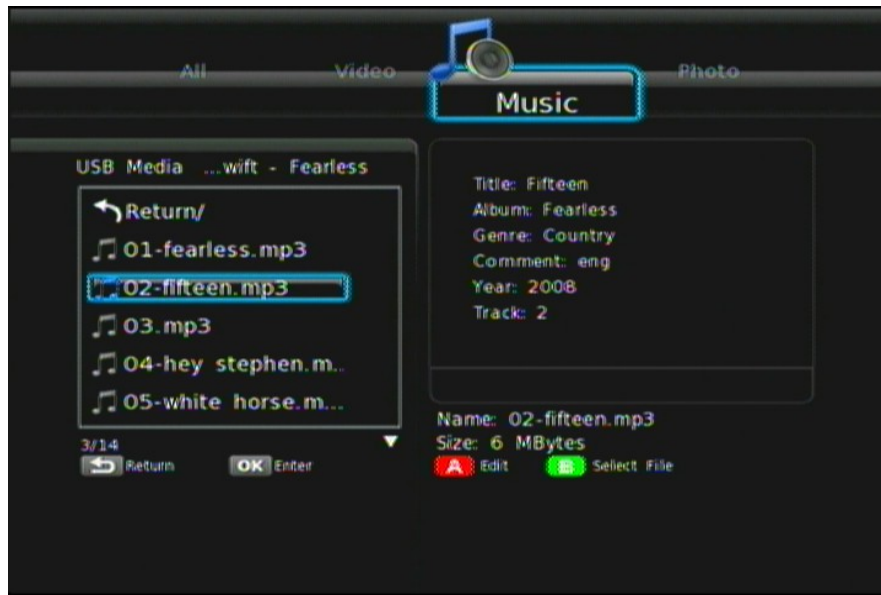 All Video Photo
Music
USB Media ...wift - Fearless
Return/
01-fearless.mp3
02-fifteen.mp3
03.mp3
04-hey stephen.m...
05-white horse.m...
3/14
Return OK Enter
Title: Fifteen
Album: Fearless
Genre: Country
Comment: eng
Year: 2008
Track: 2
Name: 02-fifteen.mp3
Size: 6 MBytes
A Edit B Select File